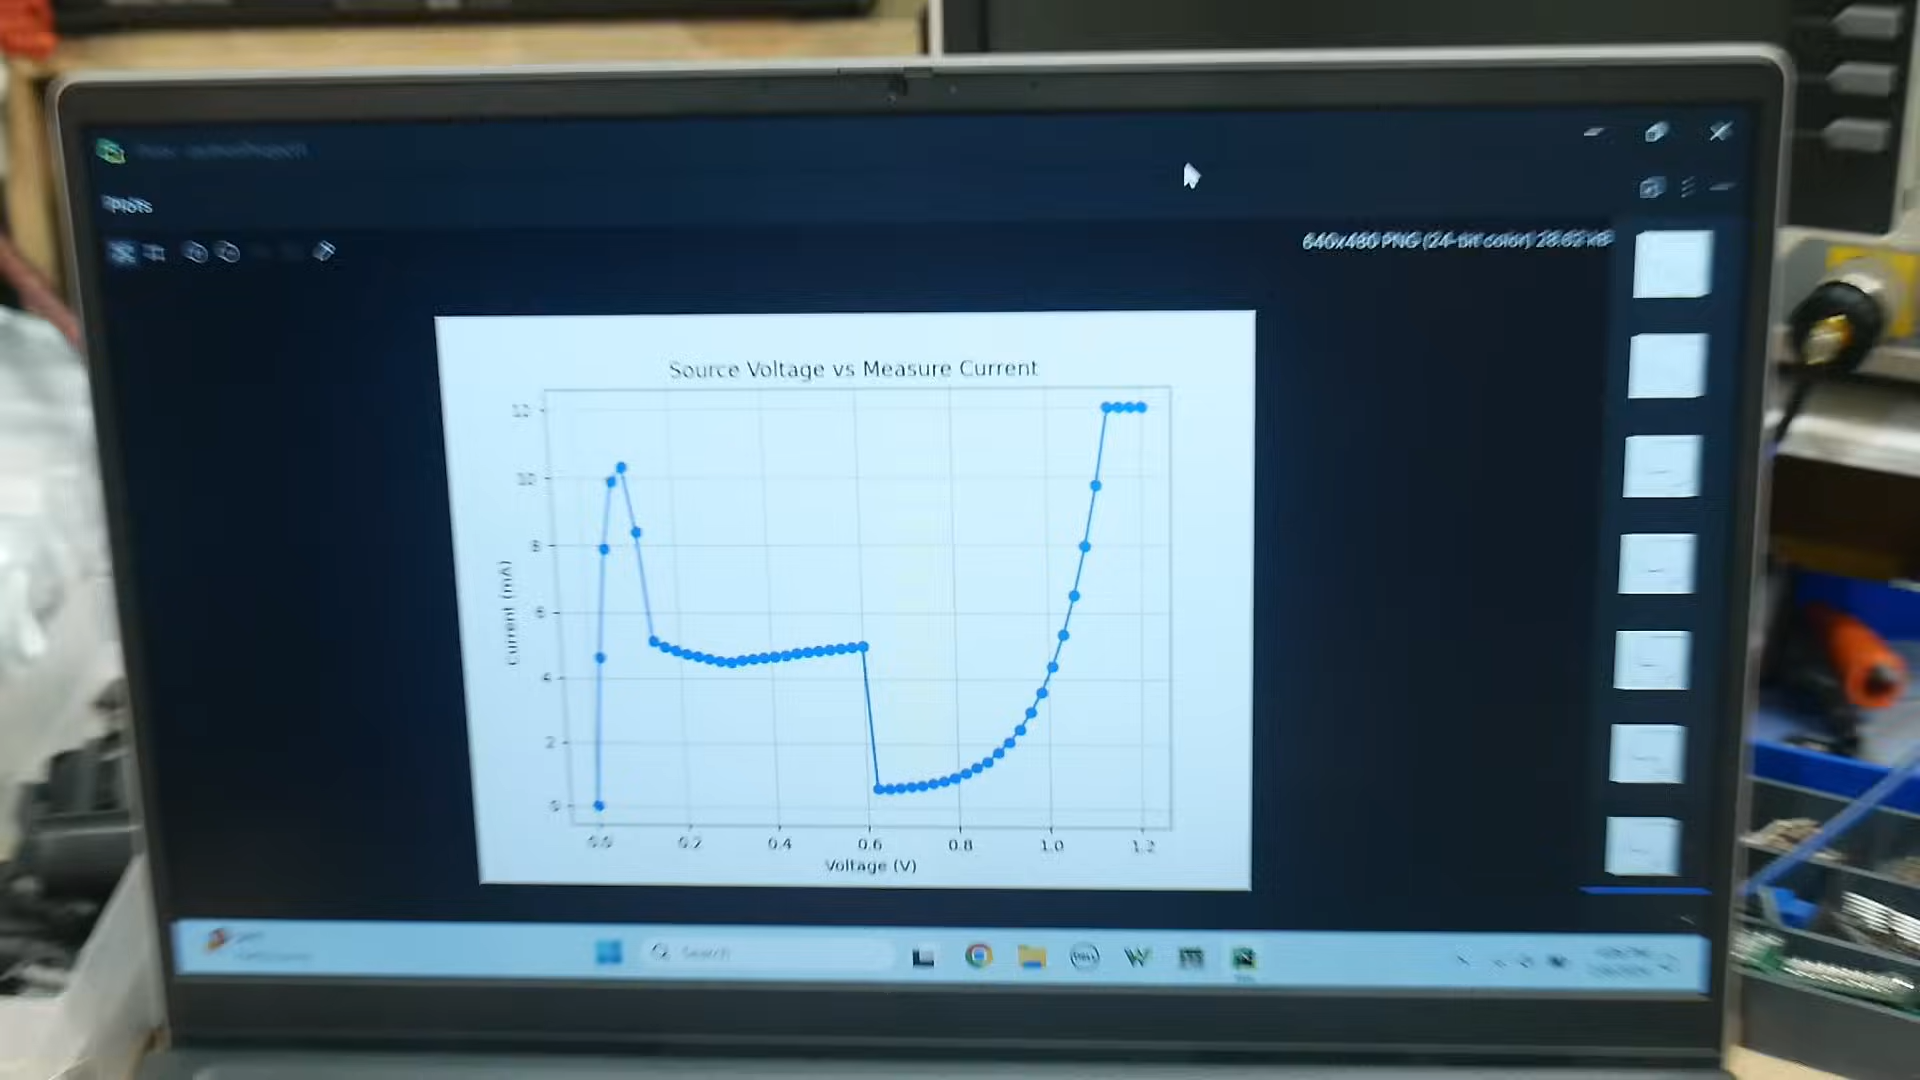 Plots
640x480 PNG (24-bit color) 28.62 kB
Source Voltage vs Measure Current
12
10
8
6
4
2
0
Current (mA)
0.0 0.2 0.4 0.6 0.8 1.0 1.2
Voltage (V)
Search
DELL